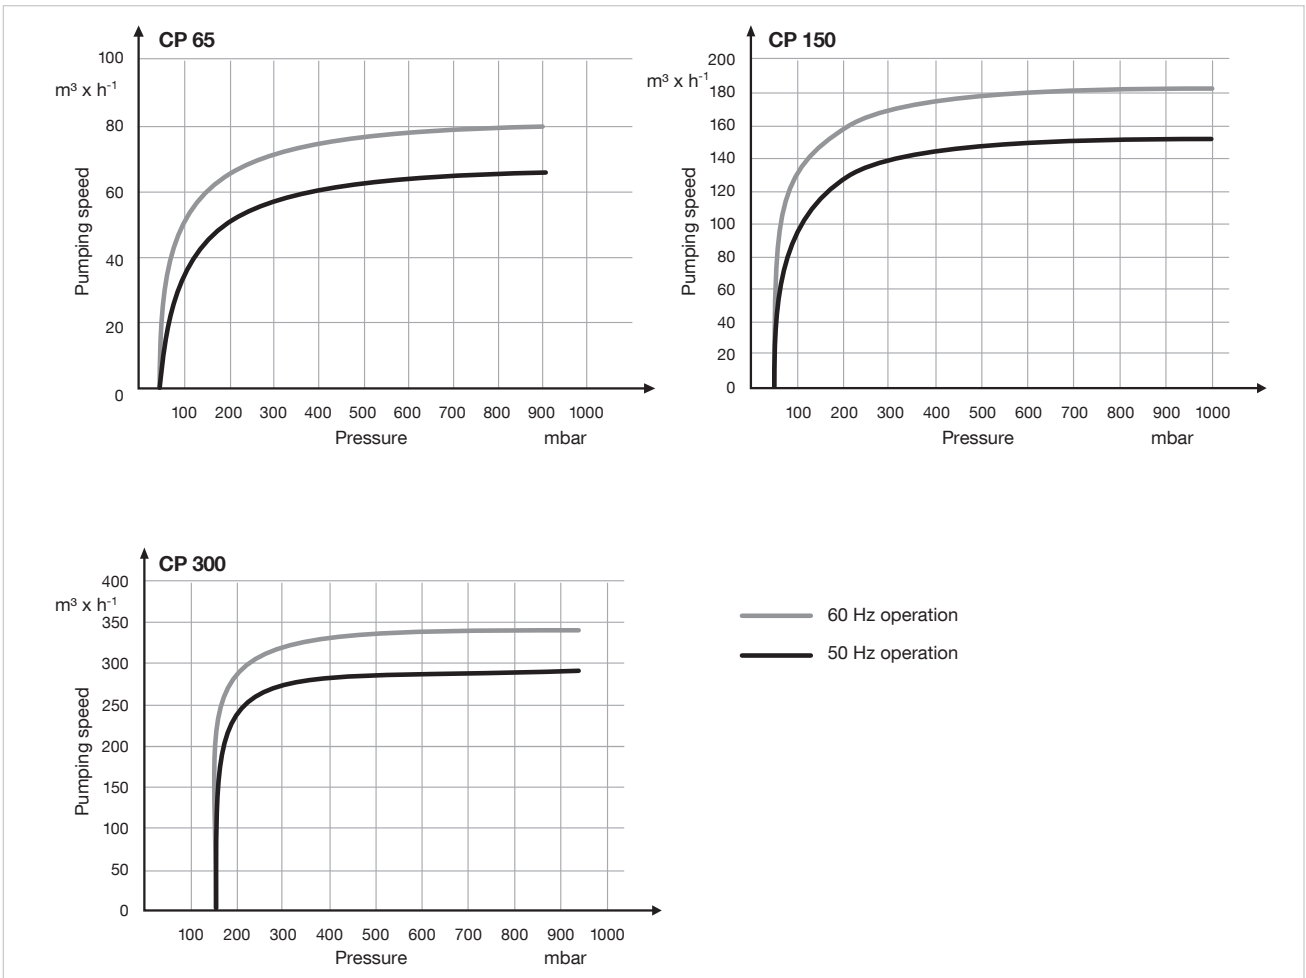 CP 65
100
m³ x h⁻¹
80
60
40
20
0
Pumping speed
100 200 300 400 500 600 700 800 900 1000
Pressure mbar
CP 150
200
m³ x h⁻¹
180
160
140
120
100
80
60
40
20
0
Pumping speed
100 200 300 400 500 600 700 800 900 1000
Pressure mbar
CP 300
400
m³ x h⁻¹
350
300
250
200
150
100
50
0
Pumping speed
100 200 300 400 500 600 700 800 900 1000
Pressure mbar
60 Hz operation
50 Hz operation